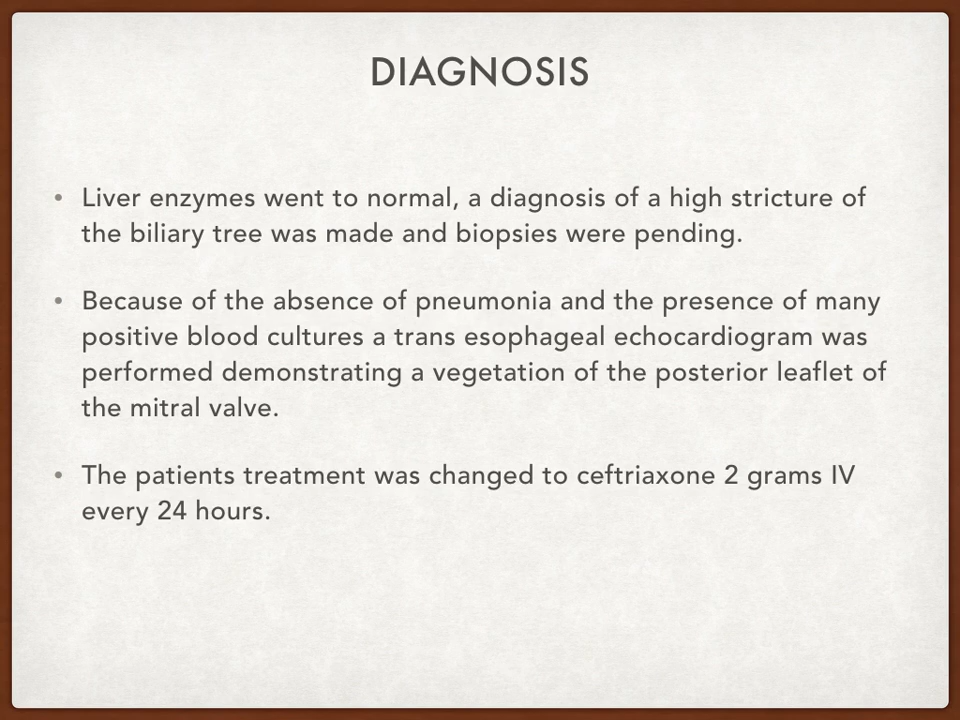 DIAGNOSIS
• Liver enzymes went to normal, a diagnosis of a high stricture of
the biliary tree was made and biopsies were pending.
• Because of the absence of pneumonia and the presence of many
positive blood cultures a trans esophageal echocardiogram was
performed demonstrating a vegetation of the posterior leaflet of
the mitral valve.
• The patients treatment was changed to ceftriaxone 2 grams IV
every 24 hours.